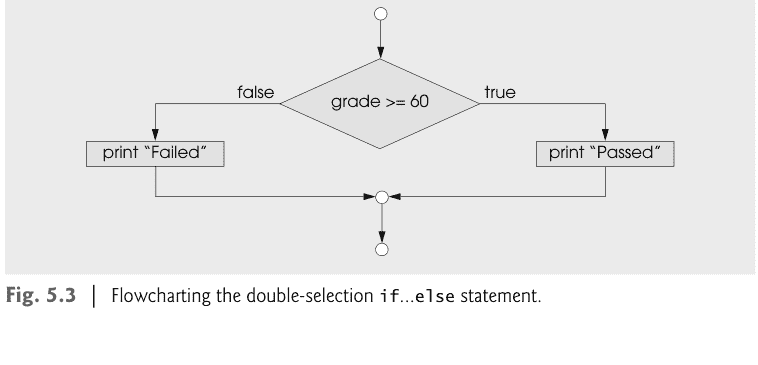 false
grade >= 60
true
print “Failed”
print “Passed”
Fig. 5.3 | Flowcharting the double-selection if...else statement.